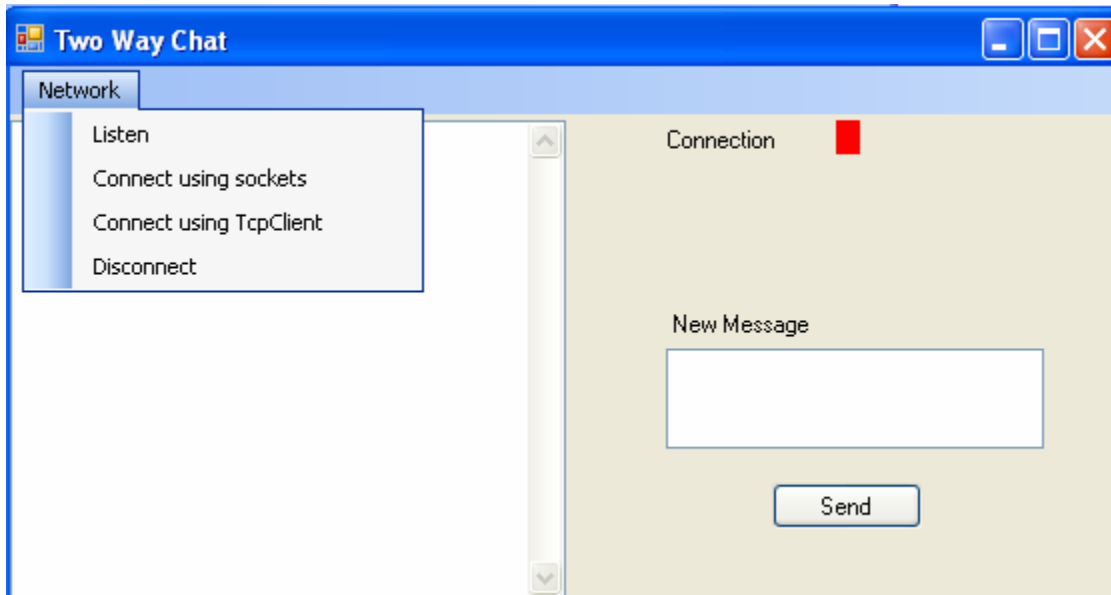 Two Way Chat
Network
Listen
Connect using sockets
Connect using TcpClient
Disconnect
Connection
New Message
Send